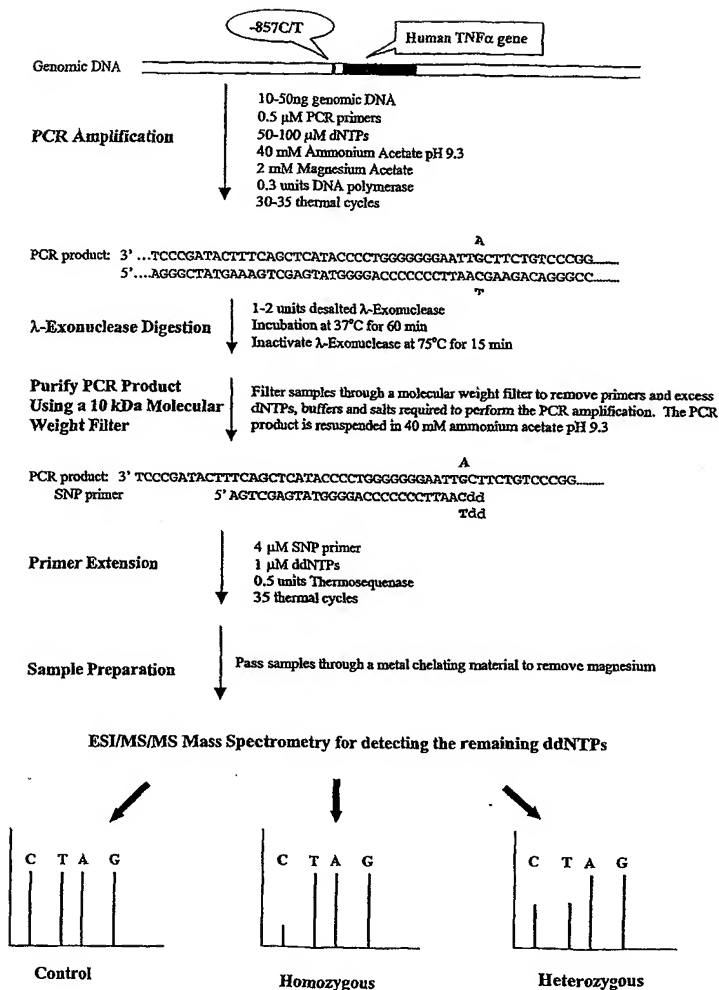 -857C/T
Human TNFα gene
Genomic DNA
PCR Amplification
10-50ng genomic DNA
0.5 μM PCR primers
50-100 μM dNTPs
40 mM Ammonium Acetate pH 9.3
2 mM Magnesium Acetate
0.3 units DNA polymerase
30-35 thermal cycles
A
PCR product: 3' ...TCCCGATACTTTCAGCTCATACCCCTGGGGGGGAATTGCTTCTGTCCCGG......
5'....AGGGCTATGAAAGTCGAGTATGGGGACCCCCCCTTAACGAAGACAGGGCC......
T
λ-Exonuclease Digestion
1-2 units desalted λ-Exonuclease
Incubation at 37°C for 60 min
Inactivate λ-Exonuclease at 75°C for 15 min
Purify PCR Product
Using a 10 kDa Molecular
Weight Filter
Filter samples through a molecular weight filter to remove primers and excess
dNTPs, buffers and salts required to perform the PCR amplification. The PCR
product is resuspended in 40 mM ammonium acetate pH 9.3
A
PCR product: 3' TCCCGATACTTTCAGCTCATACCCCTGGGGGGGAATTGCTTCTGTCCCGG......
SNP primer 5' AGTCGAGTATGGGGACCCCCCCTTAACdd
Tdd
Primer Extension
4 μM SNP primer
1 μM ddNTPs
0.5 units Thermosequenase
35 thermal cycles
Sample Preparation
Pass samples through a metal chelating material to remove magnesium
ESI/MS/MS Mass Spectrometry for detecting the remaining ddNTPs
C T A G
C T A G
C T A G
Control
Homozygous
Heterozygous